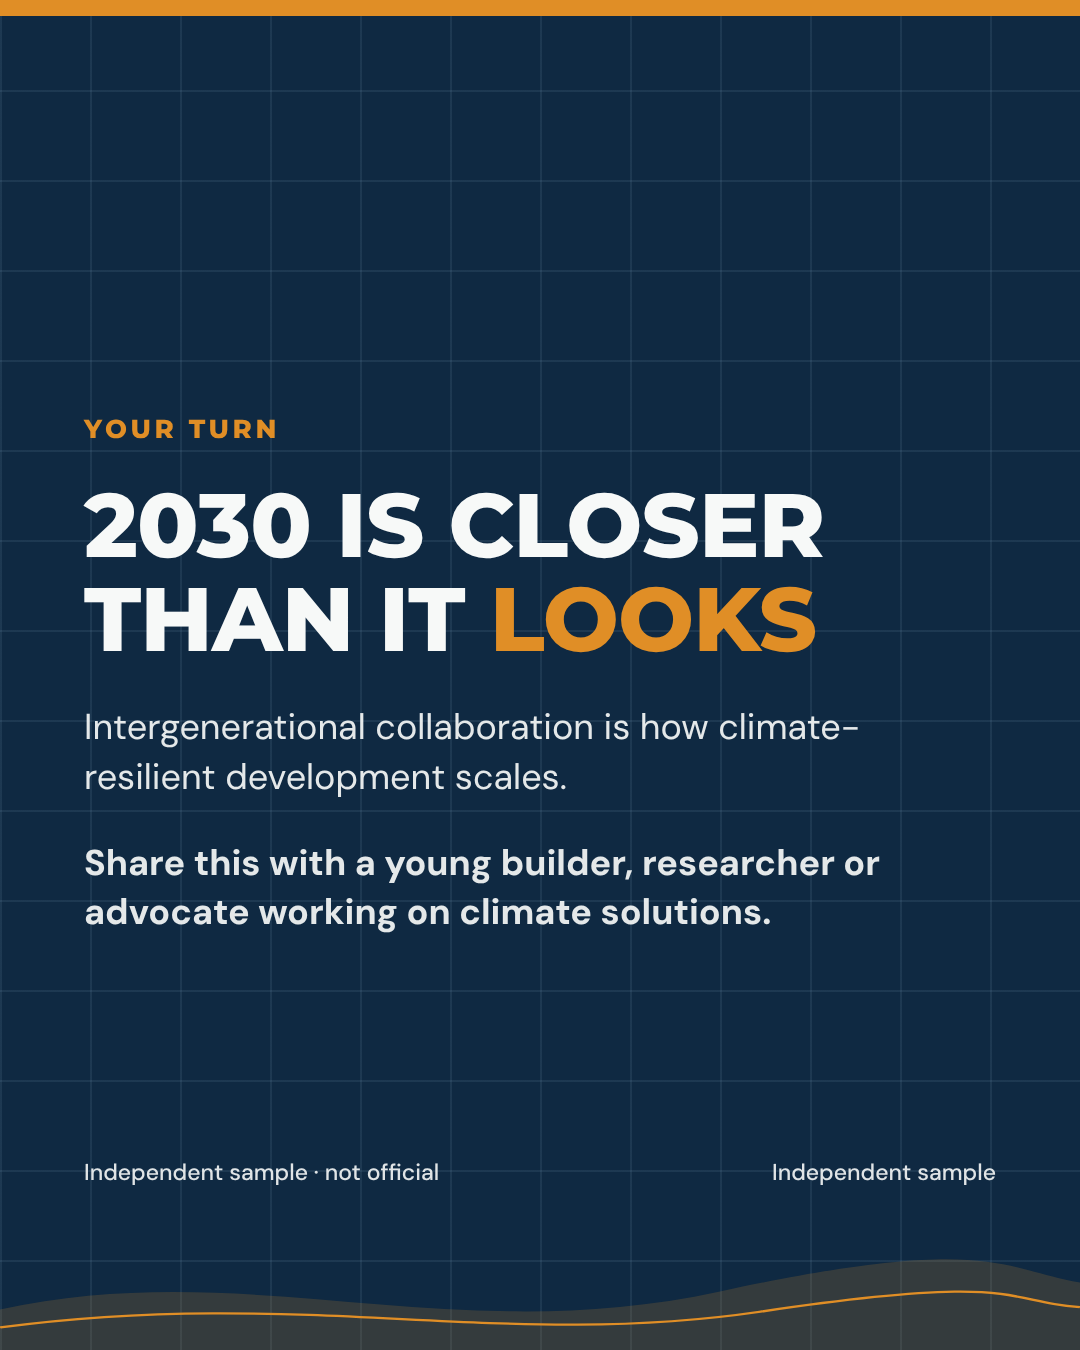 YOUR TURN
2030 IS CLOSER
THAN IT LOOKS
Intergenerational collaboration is how climate-
resilient development scales.
Share this with a young builder, researcher or
advocate working on climate solutions.
Independent sample · not official
Independent sample